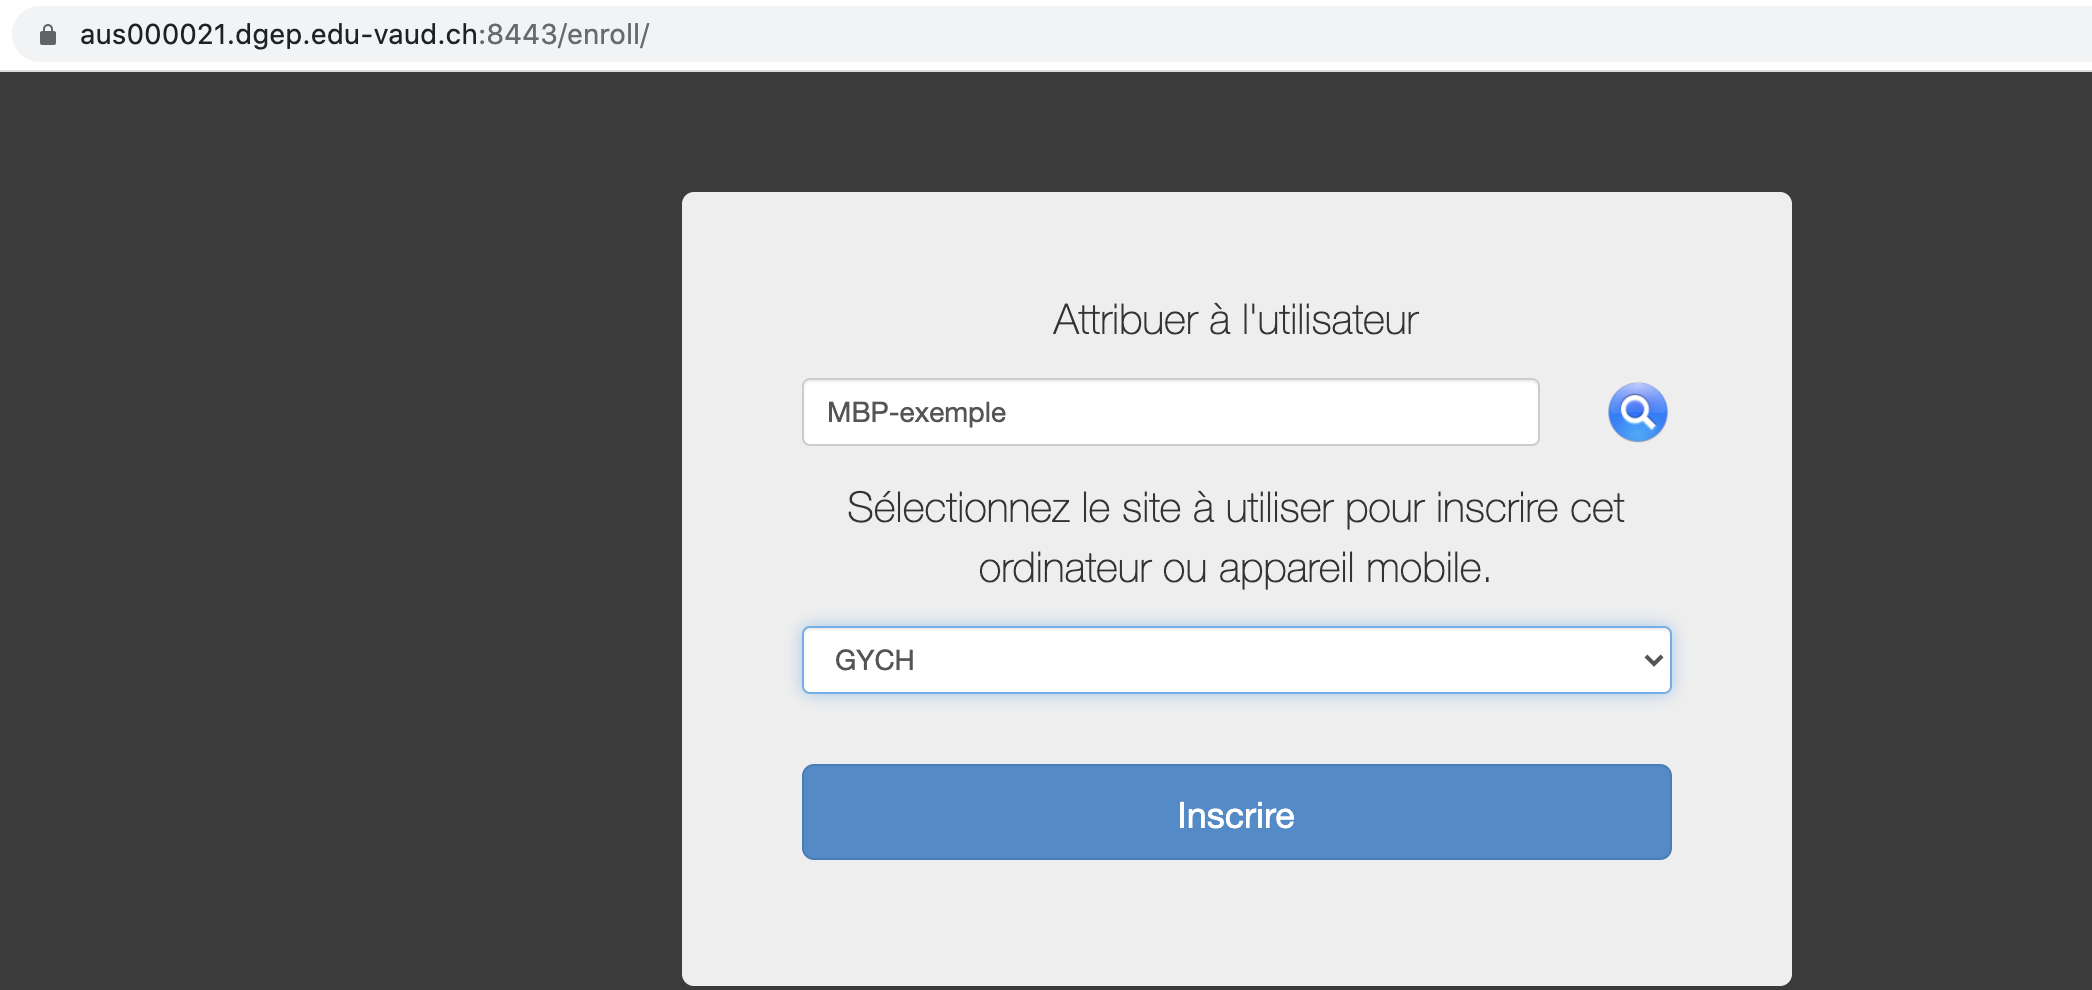 aus000021.dgep.edu-vaud.ch:8443/enroll/
Attribuer à l'utilisateur
MBP-exemple
Sélectionnez le site à utiliser pour inscrire cet
ordinateur ou appareil mobile.
GYCH
Inscrire